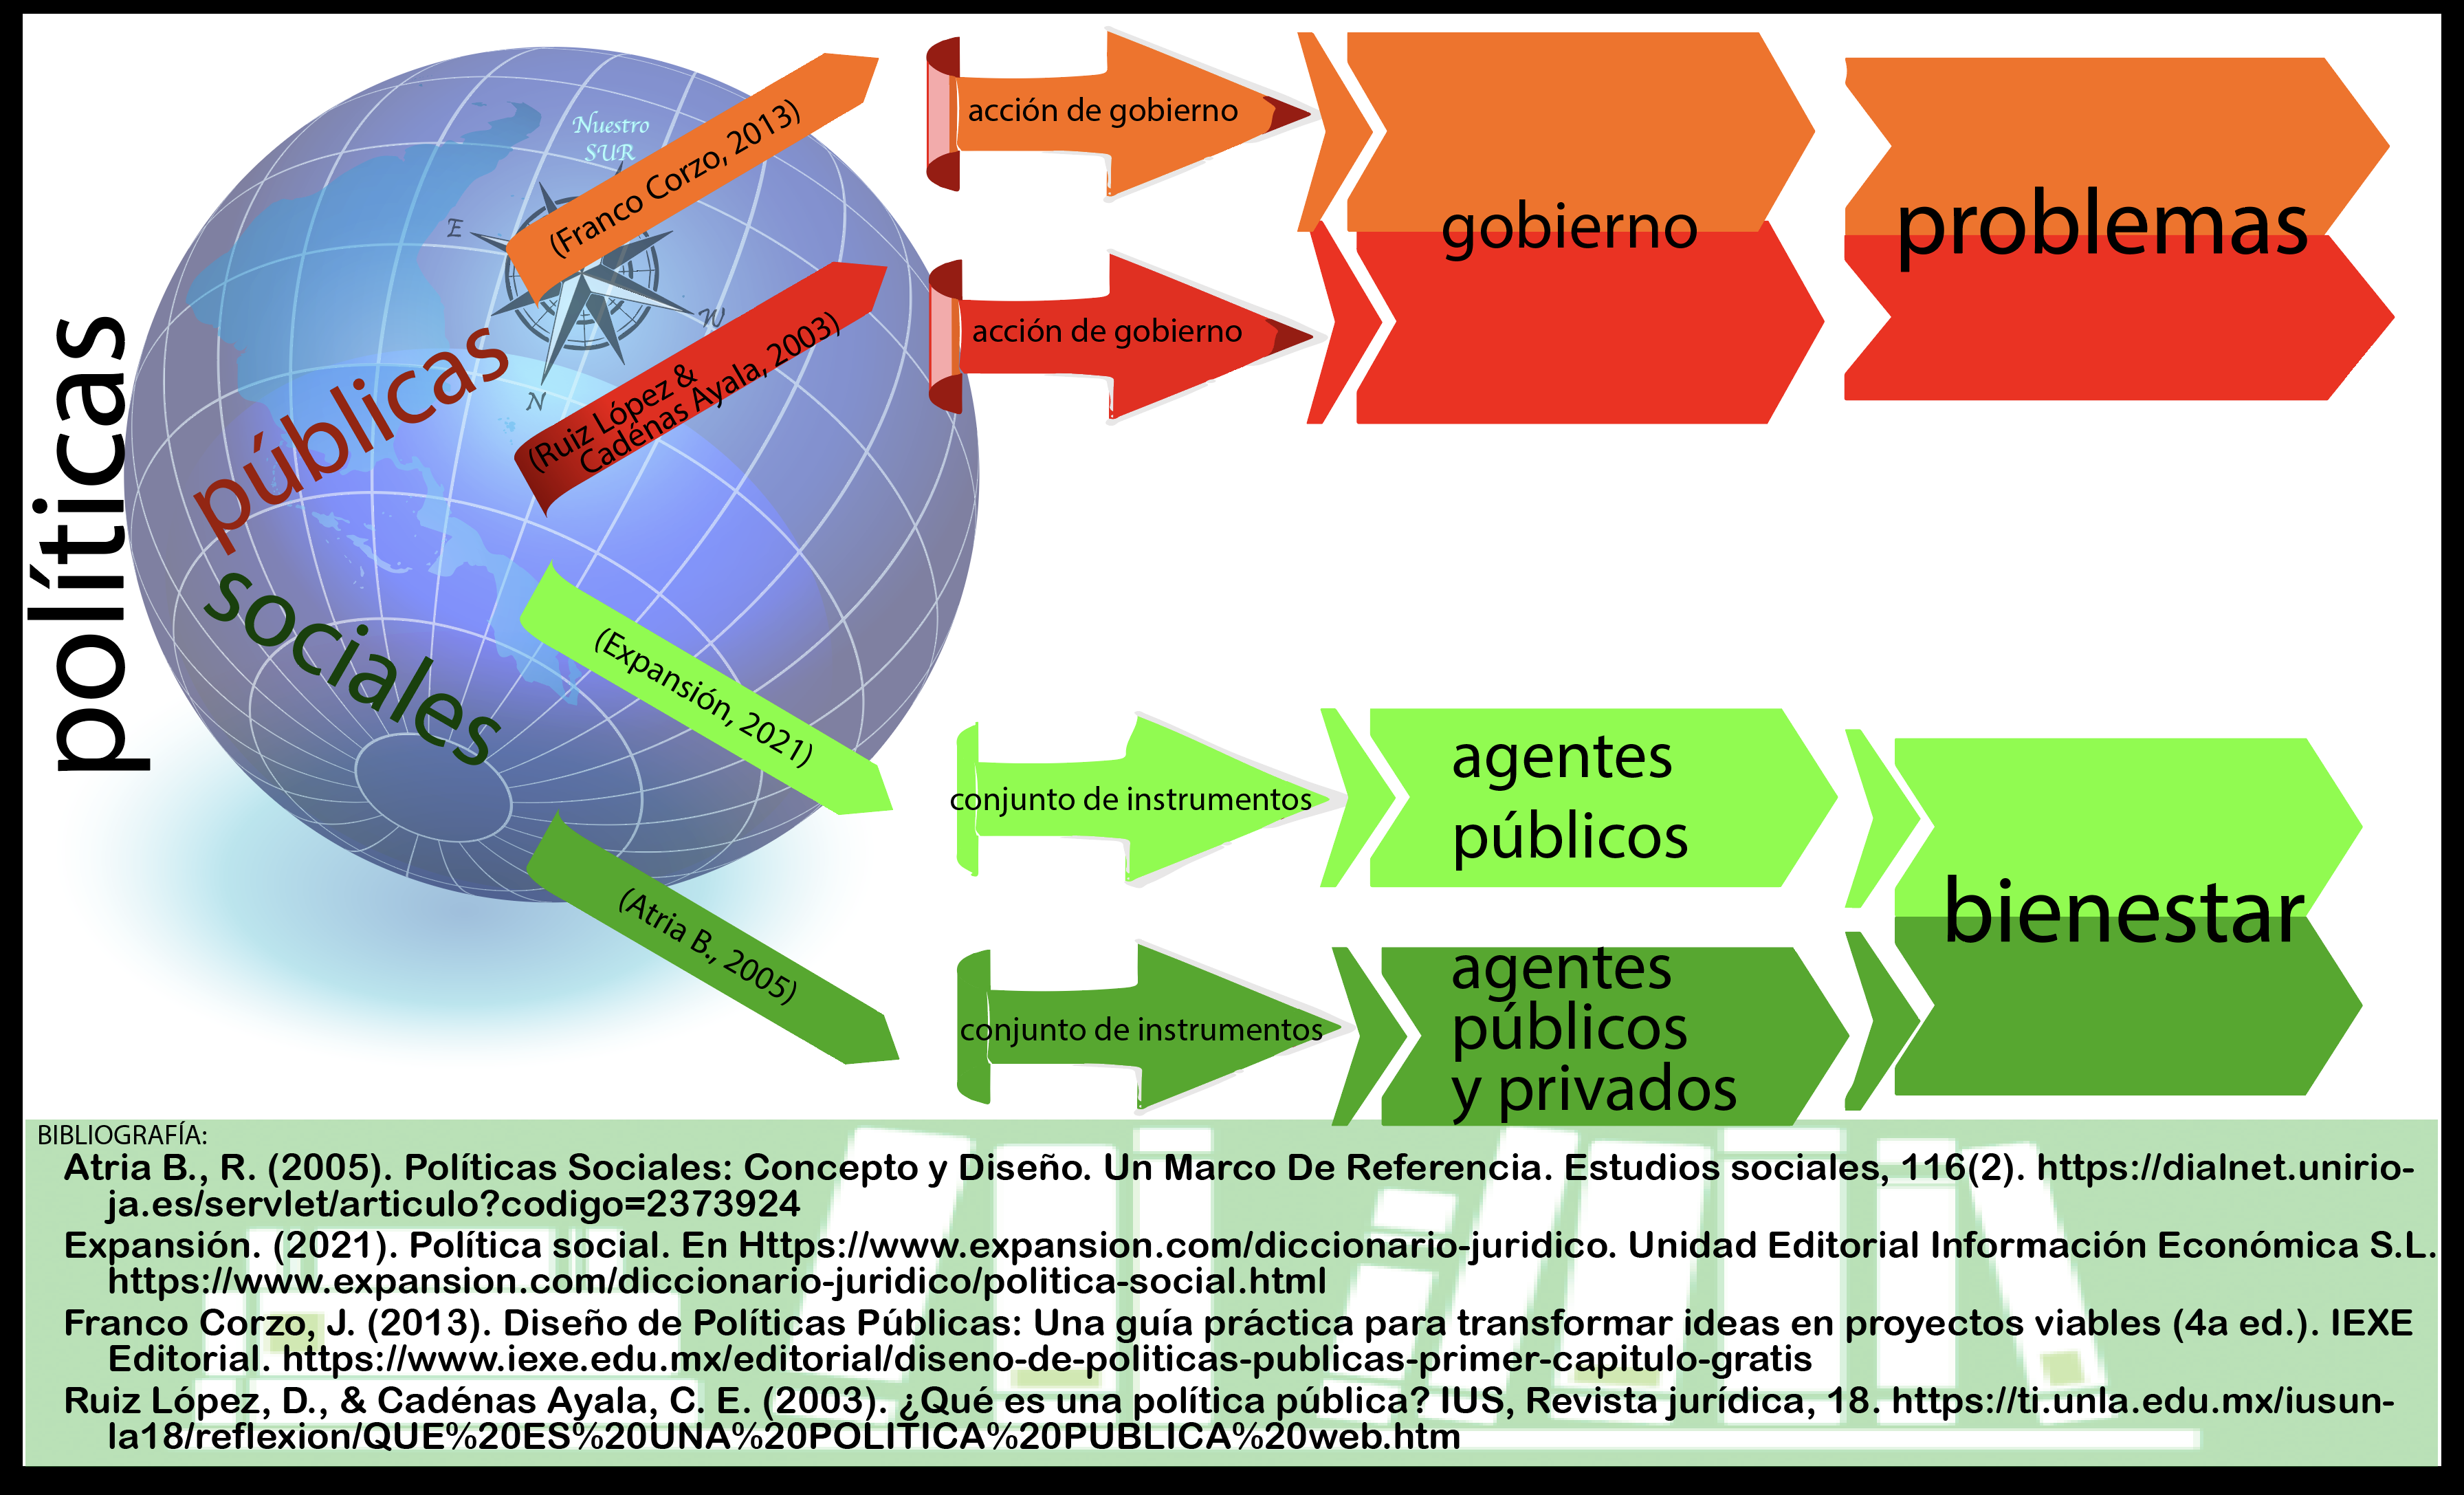 políticas
públicas
sociales
Nuestro
SUR
E
W
N
(Franco Corzo, 2013)
acción de gobierno
(Ruiz López &
Cadénas Ayala, 2003)
acción de gobierno
gobierno
problemas
(Expansión, 2021)
conjunto de instrumentos
agentes
públicos
(Atria B., 2005)
conjunto de instrumentos
agentes
públicos
y privados
bienestar
BIBLIOGRAFÍA:
Atria B., R. (2005). Políticas Sociales: Concepto y Diseño. Un Marco De Referencia. Estudios sociales, 116(2). https://dialnet.unirio-
ja.es/servlet/articulo?codigo=2373924
Expansión. (2021). Política social. En Https://www.expansion.com/diccionario-juridico. Unidad Editorial Información Económica S.L.
https://www.expansion.com/diccionario-juridico/politica-social.html
Franco Corzo, J. (2013). Diseño de Políticas Públicas: Una guía práctica para transformar ideas en proyectos viables (4a ed.). IEXE
Editorial. https://www.iexe.edu.mx/editorial/diseno-de-politicas-publicas-primer-capitulo-gratis
Ruiz López, D., & Cadénas Ayala, C. E. (2003). ¿Qué es una política pública? IUS, Revista jurídica, 18. https://ti.unla.edu.mx/iusun-
la18/reflexion/QUE%20ES%20UNA%20POLITICA%20PUBLICA%20web.htm